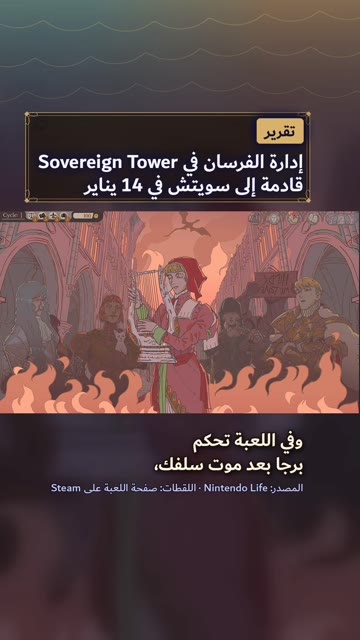 تقرير
إدارة الفرسان في Sovereign Tower
قادمة إلى سويتش في 14 يناير
Cycle:
وفي اللعبة تحكم
برجا بعد موت سلفك،
المصدر: Nintendo Life · اللقطات: صفحة اللعبة على Steam